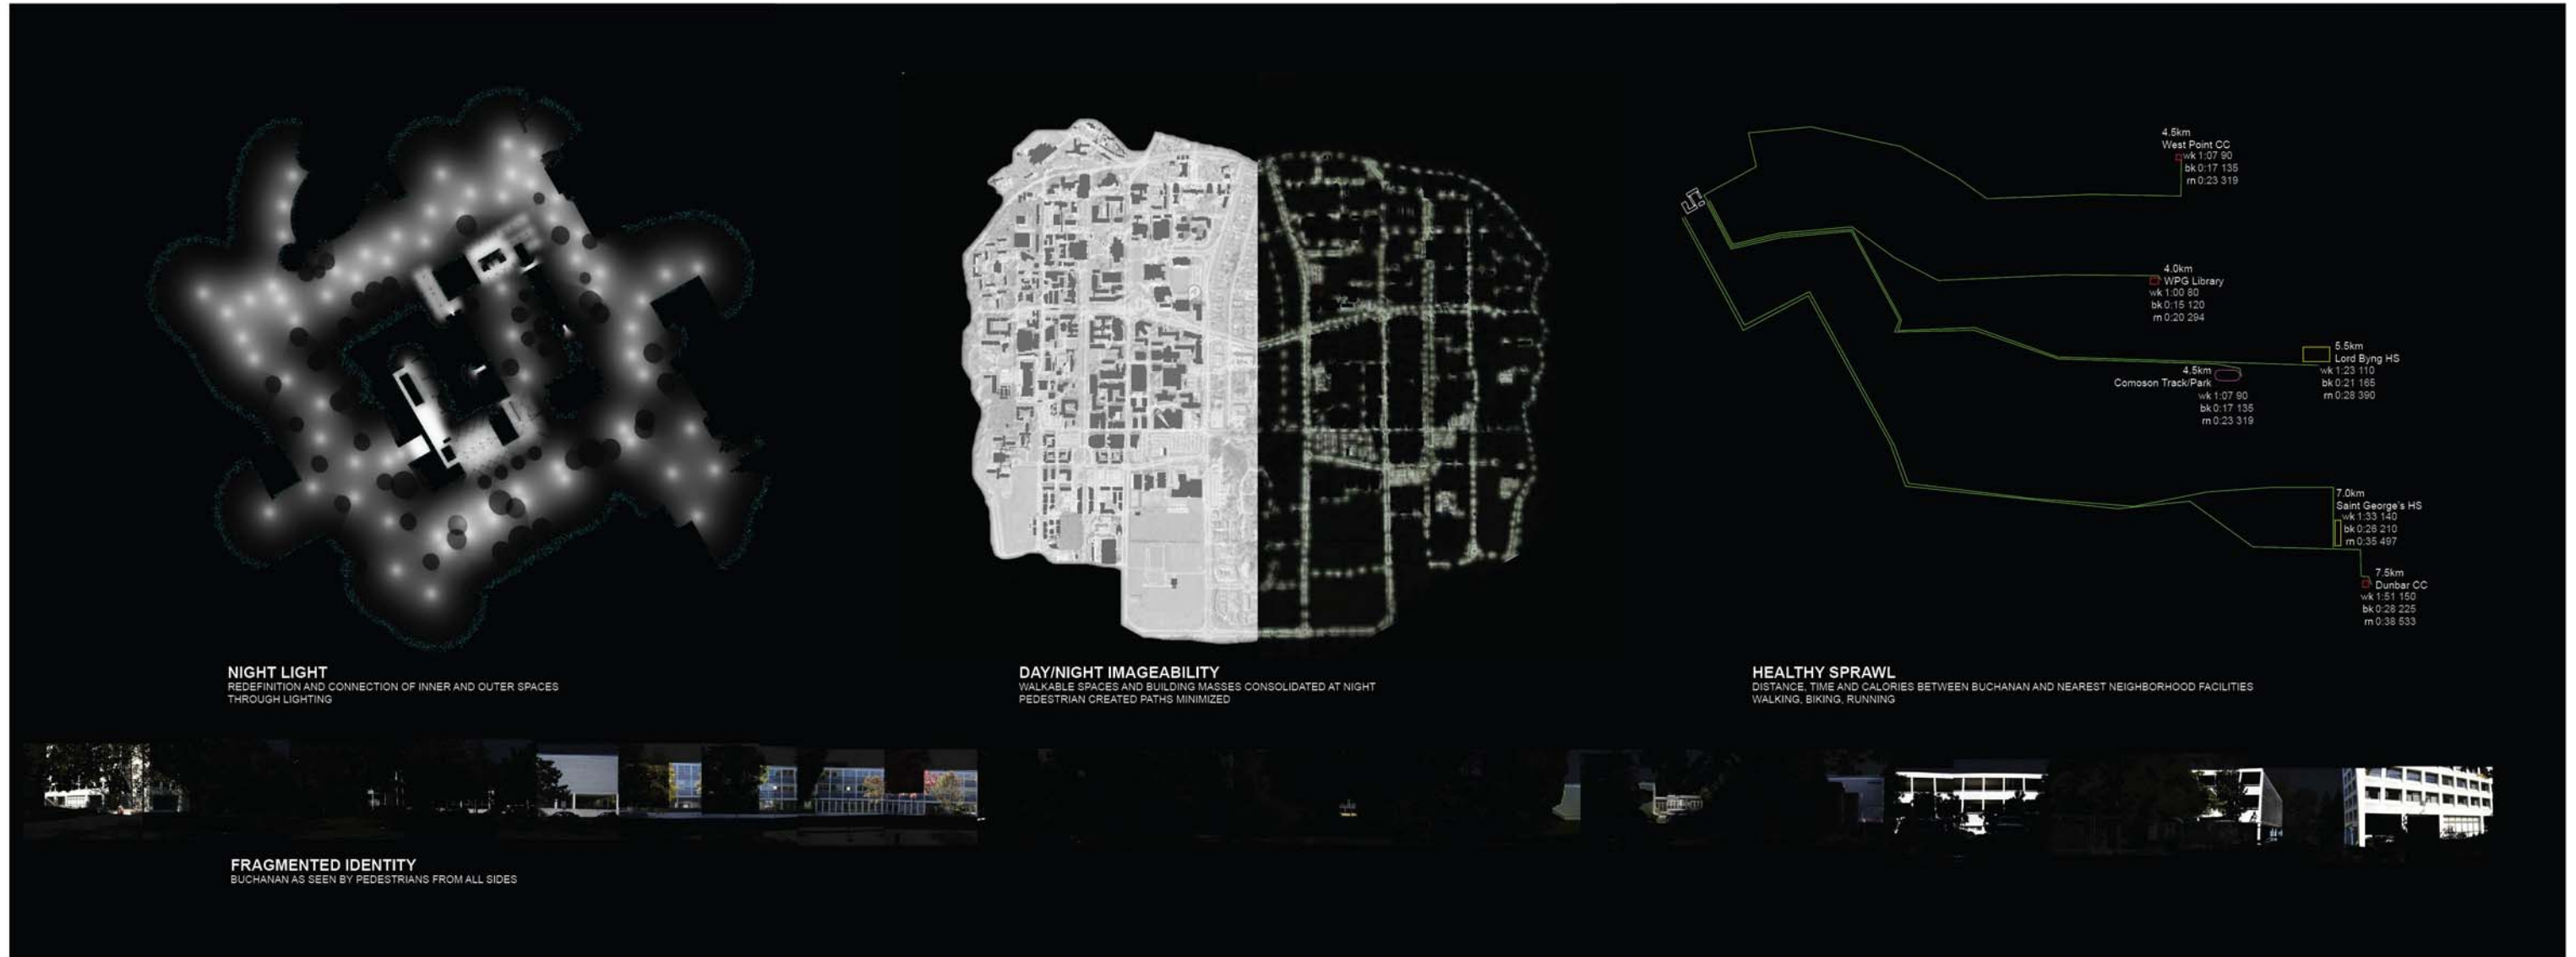 4.5km
West Point CC
wk 1:07 90
bk 0:17 135
rn 0:23 319
4.0km
WPG Library
wk 1:00 80
bk 0:15 120
rn 0:20 294
5.5km
Lord Byng HS
wk 1:23 110
bk 0:21 165
rn 0:28 390
4.5km
Comoson Track/Park
wk 1:07 90
bk 0:17 135
rn 0:23 319
7.0km
Saint George's HS
wk 1:33 140
bk 0:26 210
rn 0:35 497
7.5km
Dunbar CC
wk 1:51 150
bk 0:28 225
rn 0:38 533
NIGHT LIGHT
REDEFINITION AND CONNECTION OF INNER AND OUTER SPACES
THROUGH LIGHTING
DAY/NIGHT IMAGEABILITY
WALKABLE SPACES AND BUILDING MASSES CONSOLIDATED AT NIGHT
PEDESTRIAN CREATED PATHS MINIMIZED
HEALTHY SPRAWL
DISTANCE, TIME AND CALORIES BETWEEN BUCHANAN AND NEAREST NEIGHBORHOOD FACILITIES
WALKING, BIKING, RUNNING
FRAGMENTED IDENTITY
BUCHANAN AS SEEN BY PEDESTRIANS FROM ALL SIDES